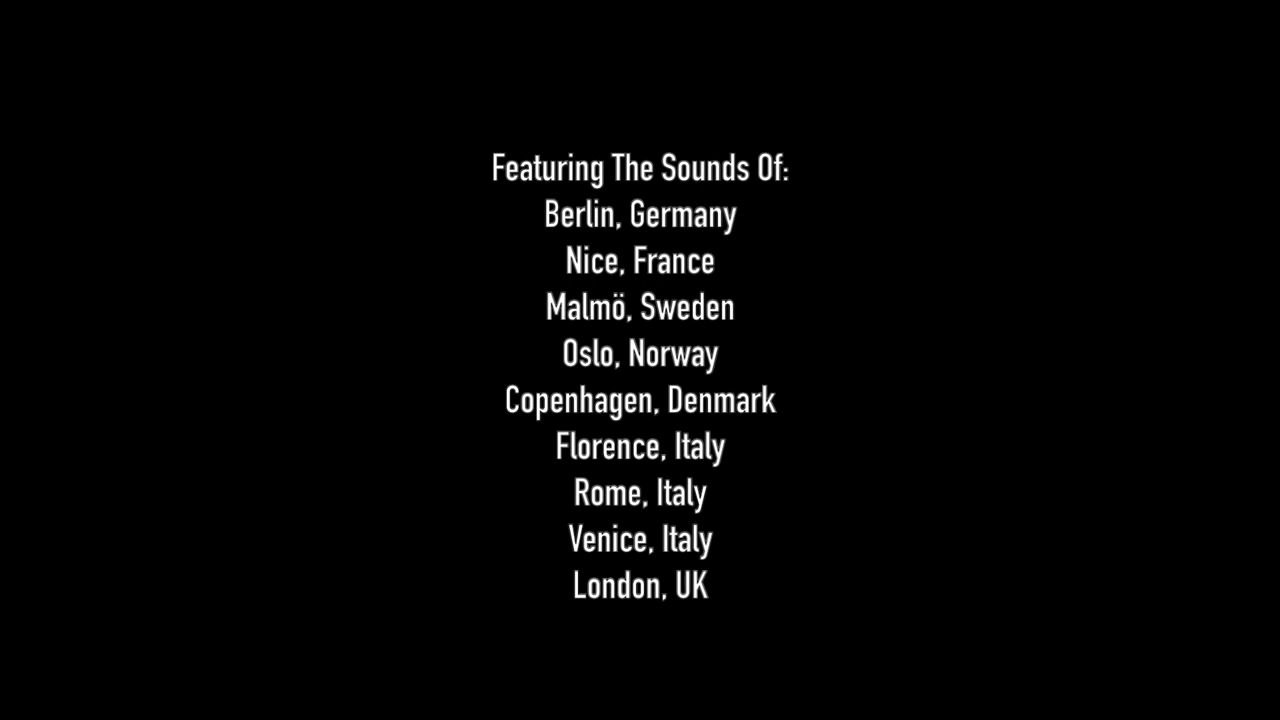 Featuring The Sounds Of:
Berlin, Germany
Nice, France
Malmö, Sweden
Oslo, Norway
Copenhagen, Denmark
Florence, Italy
Rome, Italy
Venice, Italy
London, UK